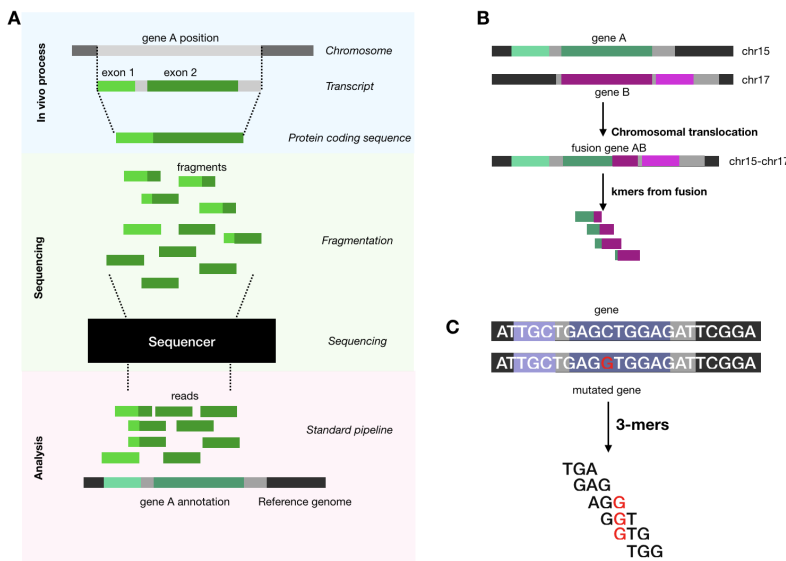 A
In vivo process
gene A position
Chromosome
exon 1 exon 2
Transcript
Protein coding sequence
Sequencing
fragments
Fragmentation
Sequencer
Sequencing
Analysis
reads
Standard pipeline
gene A annotation
Reference genome
B
gene A
chr15
chr17
gene B
Chromosomal translocation
fusion gene AB
chr15-chr17
kmers from fusion
C
gene
ATTGCTGAGCTGGAGATTCGGA
ATTGCTGAGGTGGAGATTCGGA
mutated gene
3-mers
TGA
GAG
AGG
GGT
GTG
TGG